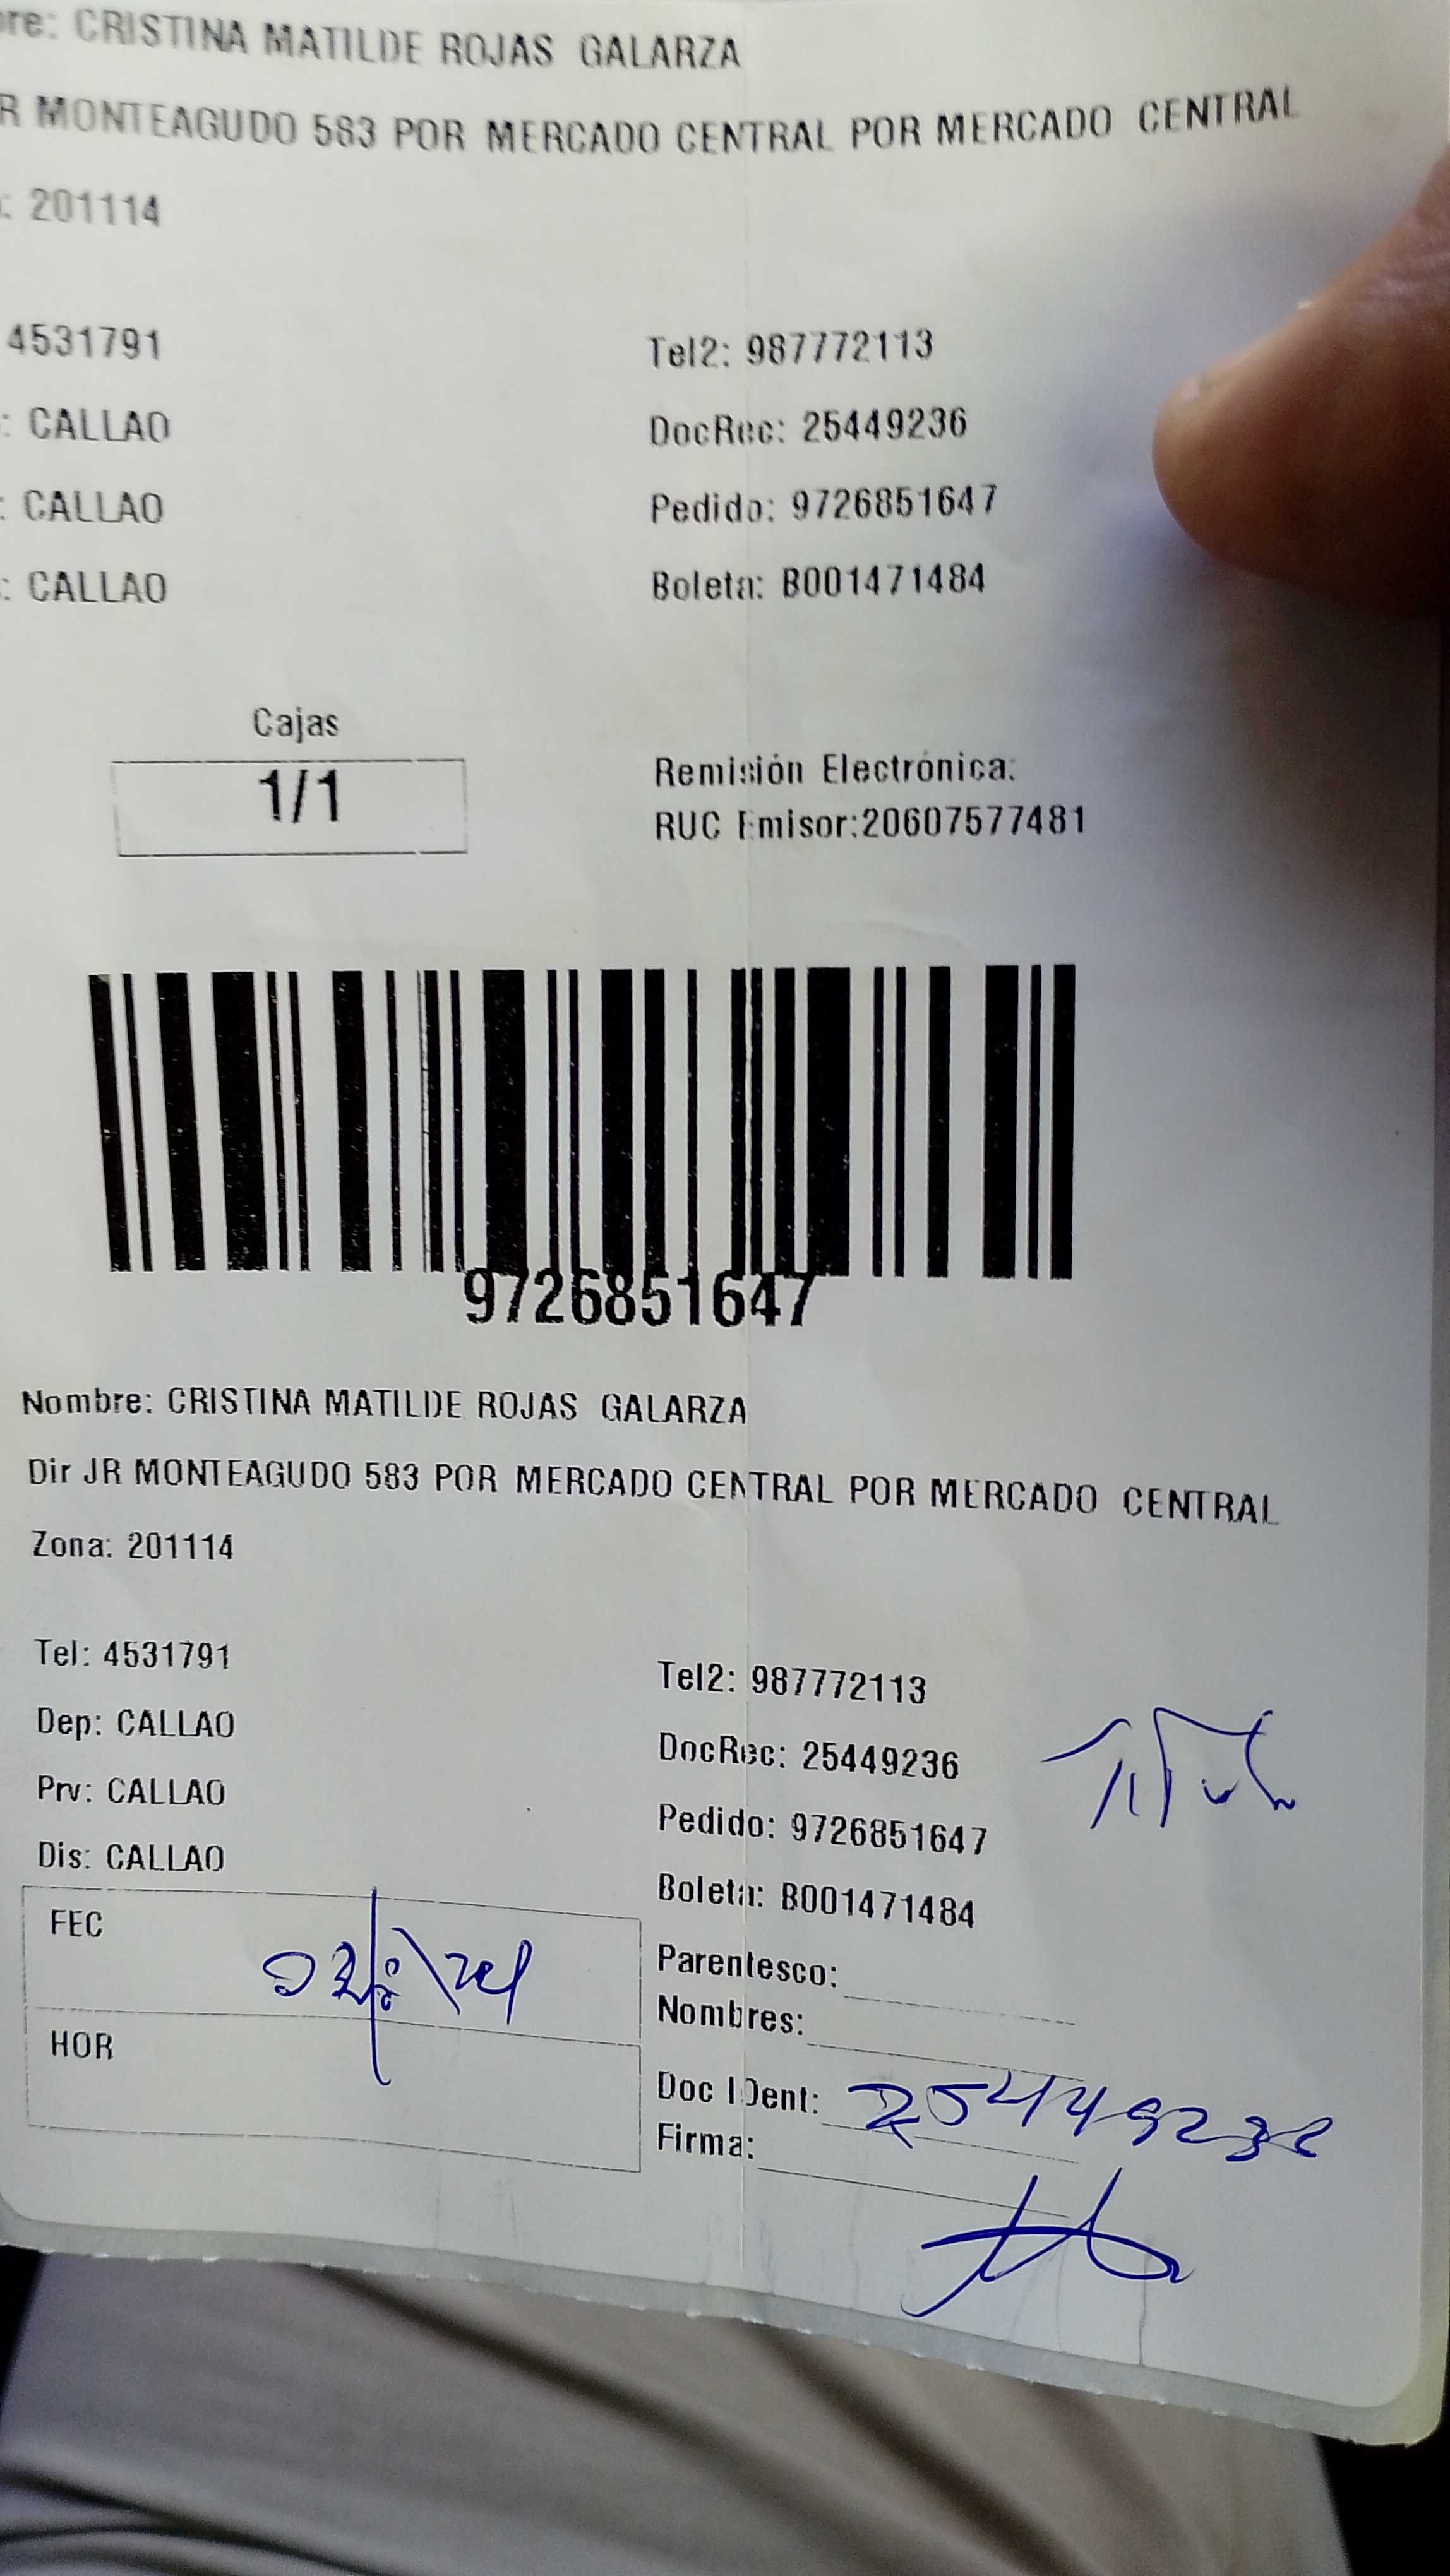 re: CRISTINA MATILDE ROJAS GALARZA
R MONTEAGUDO 583 POR MERCADO CENTRAL POR MERCADO CENTRAL
: 201114
4531791 Tel2: 987772113
: CALLAO DocRec: 25449236
: CALLAO Pedido: 9726851647
: CALLAO Boleta: B001471484
Cajas
1/1
Remisión Electrónica:
RUC Emisor:20607577481
9726851647
Nombre: CRISTINA MATILDE ROJAS GALARZA
Dir JR MONTEAGUDO 583 POR MERCADO CENTRAL POR MERCADO CENTRAL
Zona: 201114
Tel: 4531791 Tel2: 987772113
Dep: CALLAO DocRec: 25449236
Prv: CALLAO Pedido: 9726851647
Dis: CALLAO Boleta: B001471484
FEC
HOR
Parentesco:
Nombres:
Doc IDent: 25449236
Firma: